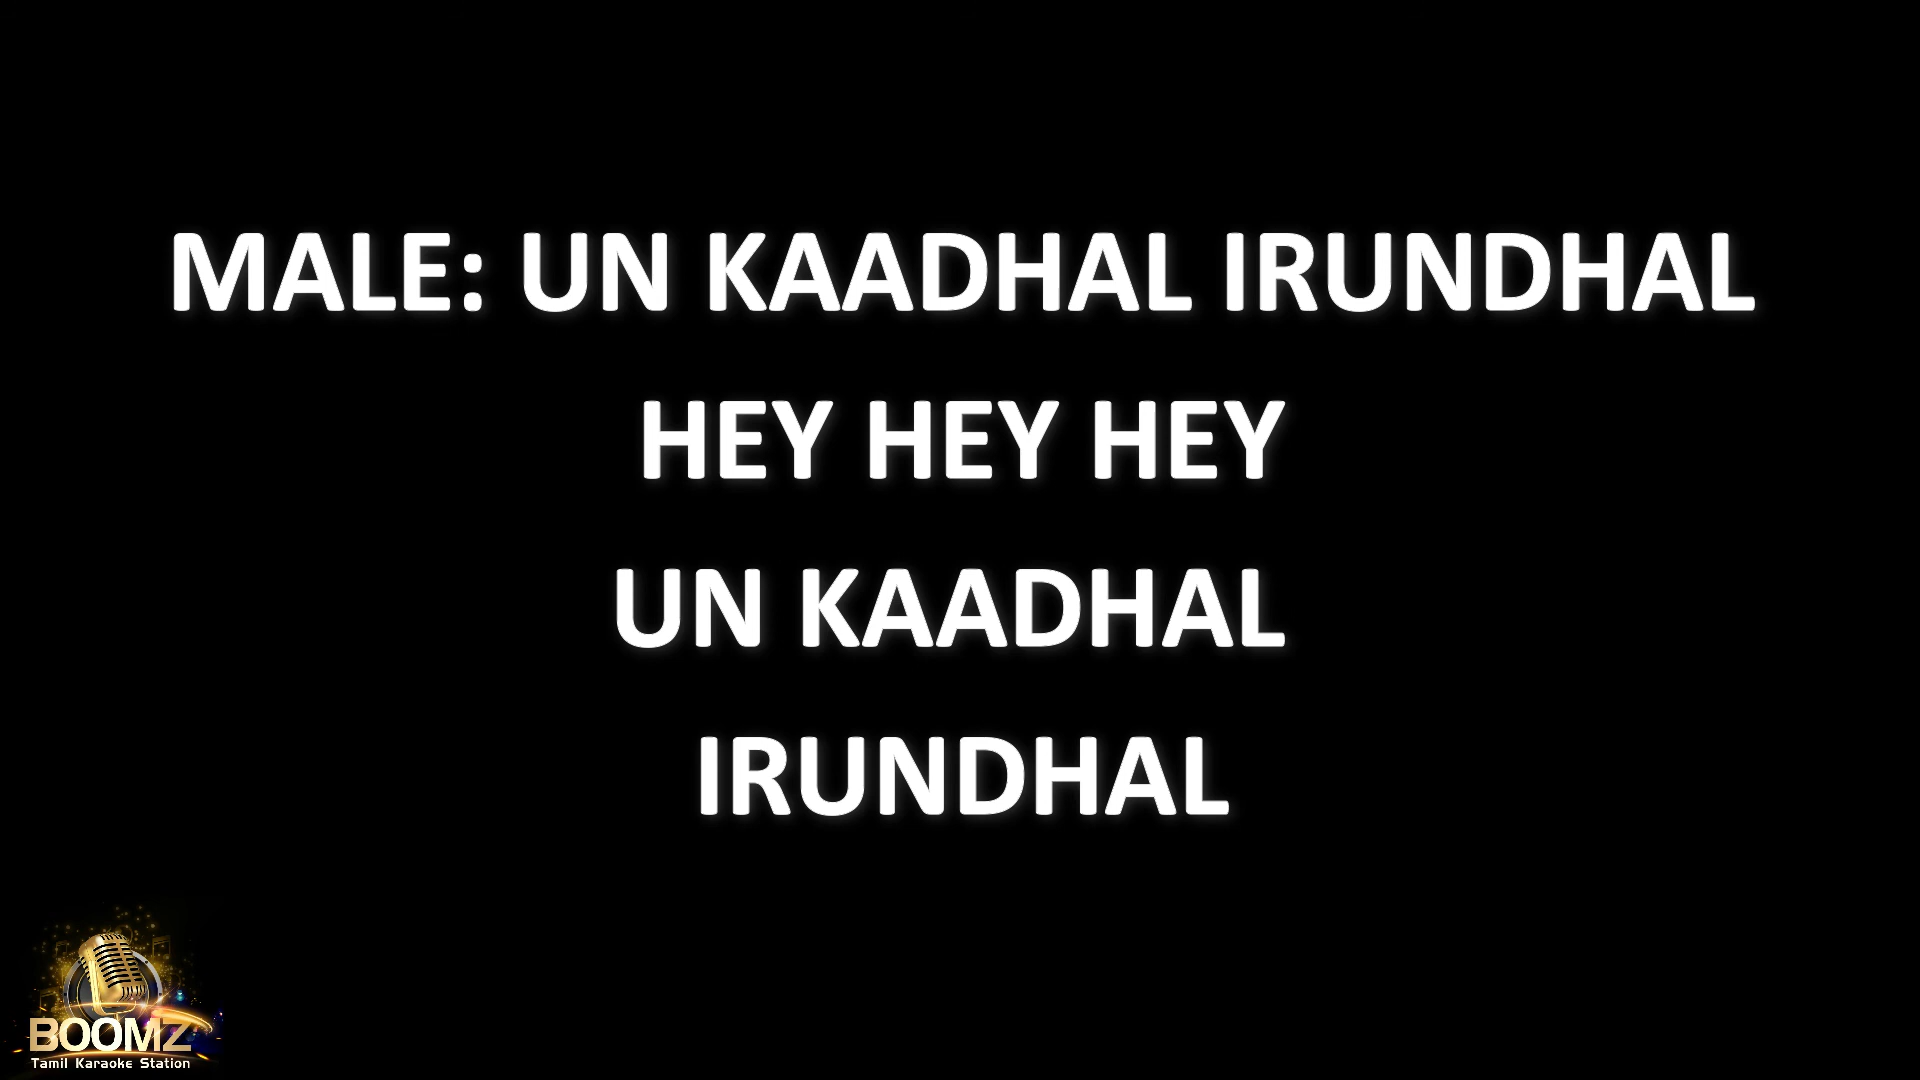 MALE: UN KAADHAL IRUNDHAL
HEY HEY HEY
UN KAADHAL
IRUNDHAL
BOOMZ
Tamil Karaoke Station